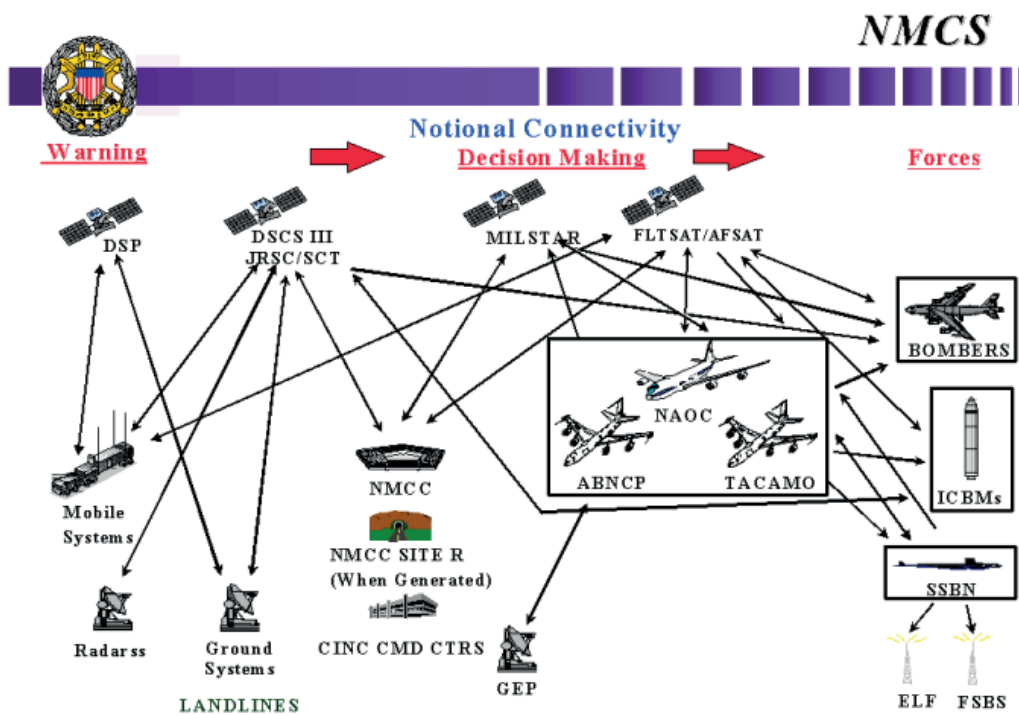 NMCS
Notional Connectivity
Warning
Decision Making
Forces
DSP
DSCS III
JRSC/SCT
MILSTAR
FLTSAT/AFSAT
BOMBERS
NAOC
ABNCP
TACAMO
ICBMs
NMCC
Mobile
Systems
NMCC SITE R
(When Generated)
SSBN
Radarss
Ground
Systems
CINC CMD CTRS
GEP
ELF
FSBS
LANDLINES